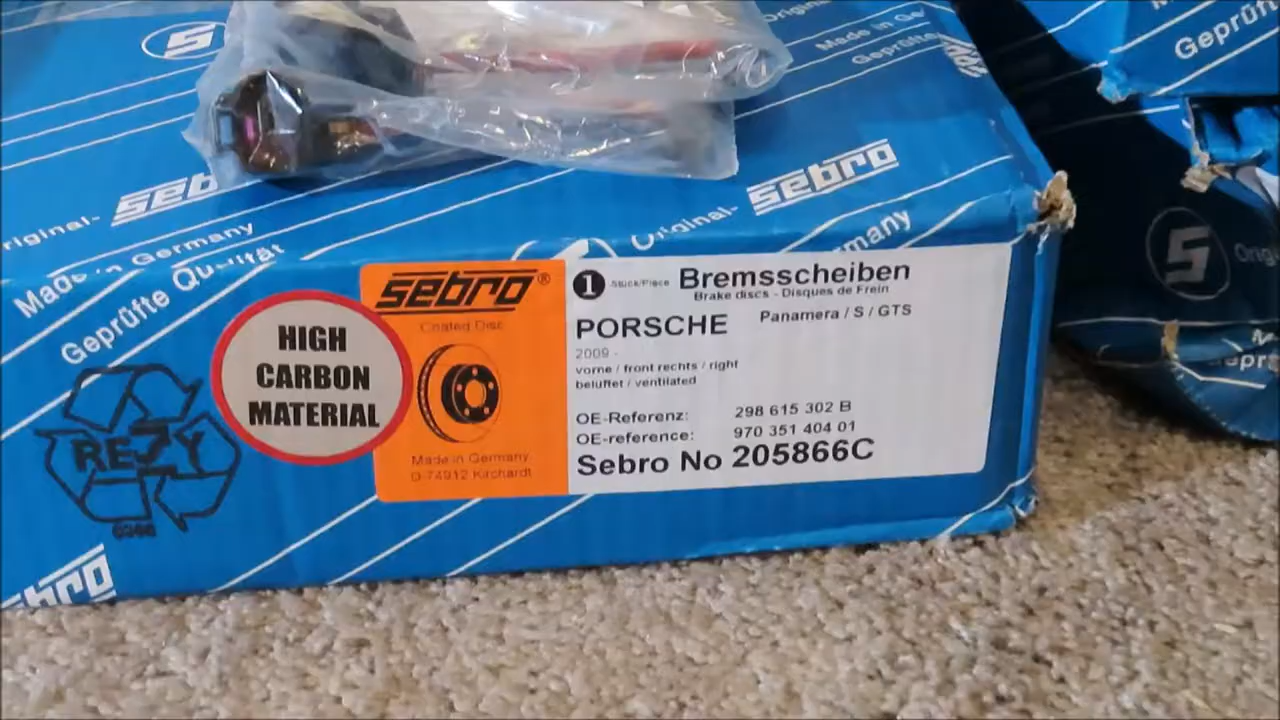 Original
Made in Ge
Geprüfte
Geprüft
sebro
sebro
Original-
Made in Germany
Geprüfte Qualität
Germany
sebro®
Coated Disc
Made in Germany
D-74912 Kirchardt
HIGH
CARBON
MATERIAL
RESY
sebro
1 Stück/Piece Bremsscheiben
Brake discs - Disques de Frein
PORSCHE Panamera / S / GTS
2009 -
vorne / front rechts / right
belüftet / ventilated
OE-Referenz: 298 615 302 B
OE-reference: 970 351 404 01
Sebro No 205866C